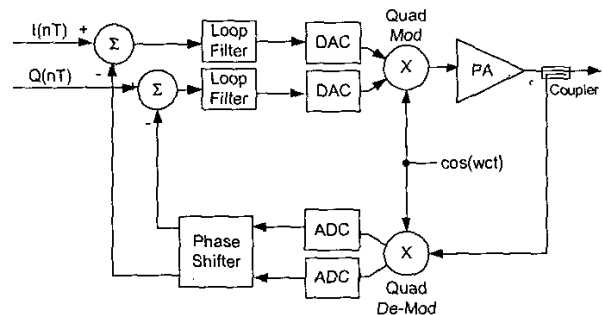 I(nT) +
Σ
-
Loop
Filter
DAC
Quad
Mod
X
PA
Coupler
Q(nT)
Σ
-
Loop
Filter
DAC
cos(wct)
Phase
Shifter
ADC
ADC
X
Quad
De-Mod